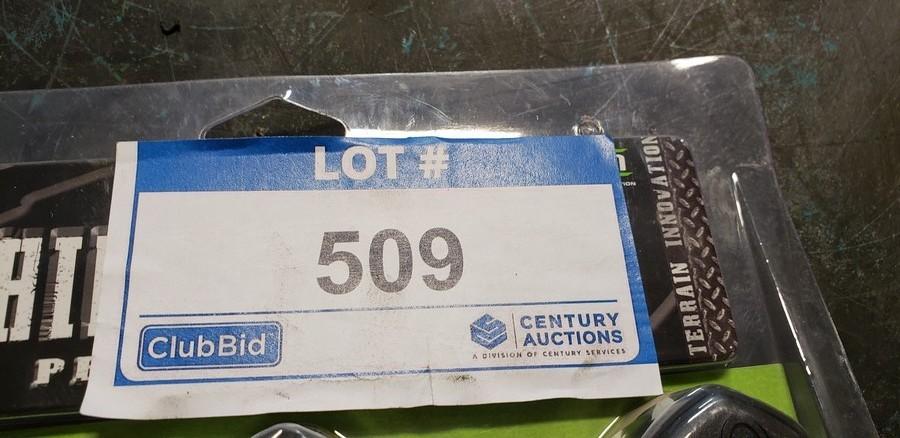 LOT #
509
ClubBid
CENTURY
AUCTIONS
A DIVISION OF CENTURY SERVICES
TERRAIN INNOVATION